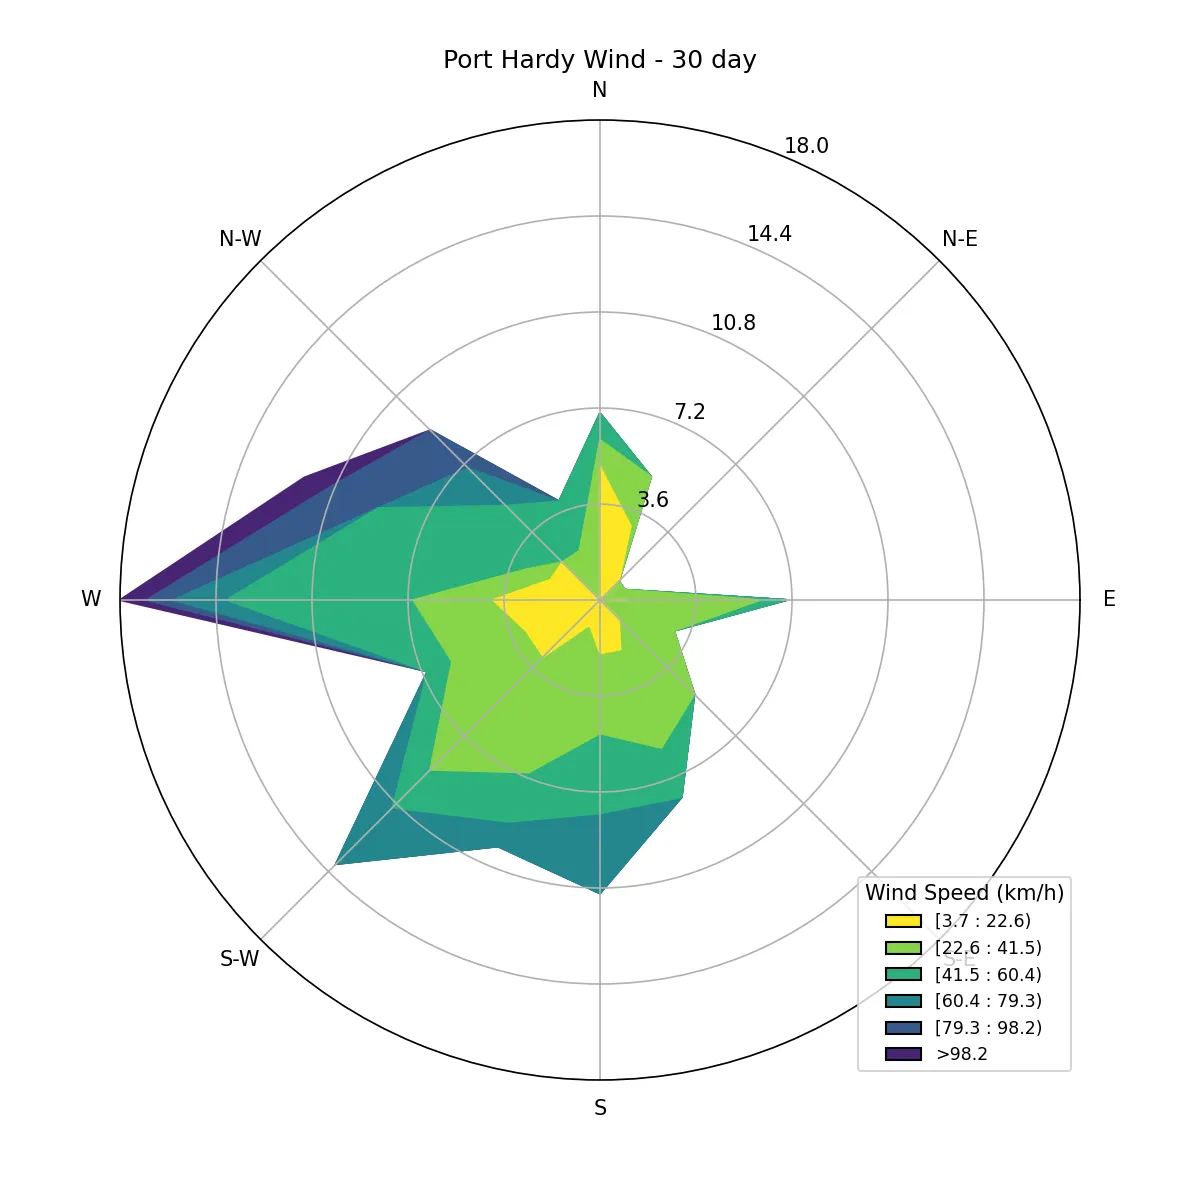 Port Hardy Wind - 30 day
N
18.0
14.4
N-W
N-E
10.8
7.2
3.6
W
E
S-W
S-E
S
Wind Speed (km/h)
[3.7 : 22.6)
[22.6 : 41.5)
[41.5 : 60.4)
[60.4 : 79.3)
[79.3 : 98.2)
>98.2